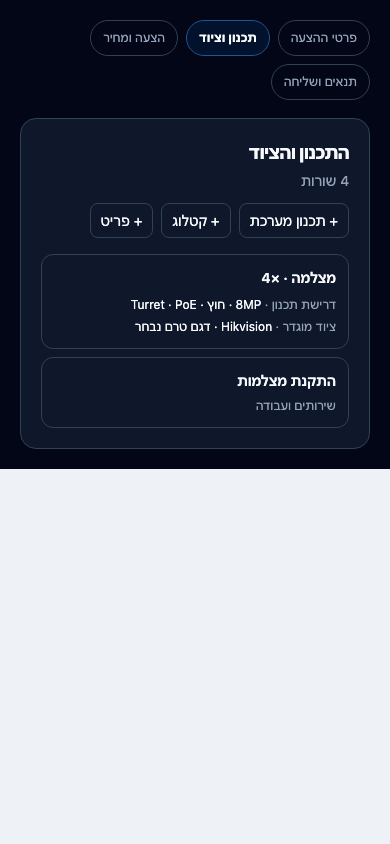 פרטי ההצעה
תכנון וציוד
הצעה ומחיר
תנאים ושליחה
התכנון והציוד
4 שורות
+ תכנון מערכת
+ קטלוג
+ פריט
מצלמה · ×4
דרישת תכנון · Turret · PoE · חוץ · 8MP
ציוד מוגדר · Hikvision · דגם טרם נבחר
התקנת מצלמות
שירותים ועבודה